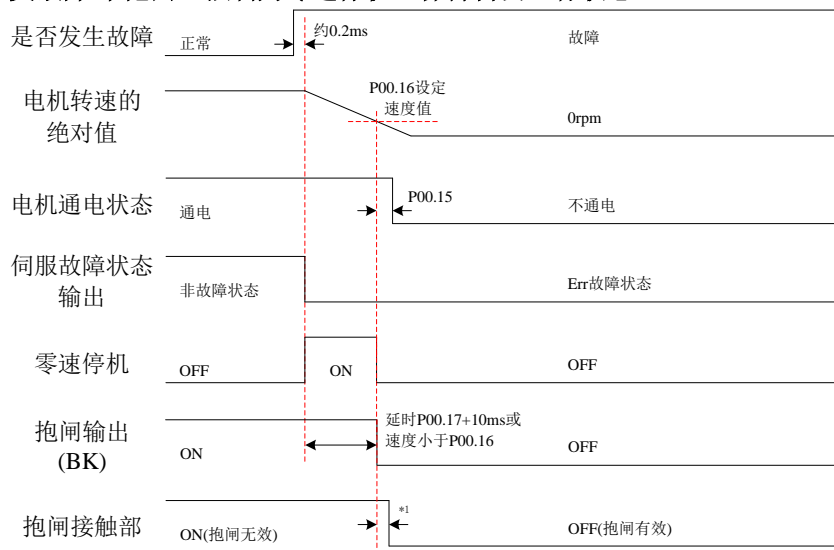 是否发生故障
正常
约0.2ms
故障
电机转速的
绝对值
P00.16设定
速度值
0rpm
电机通电状态
通电
P00.15
不通电
伺服故障状态
输出
非故障状态
Err故障状态
零速停机
OFF
ON
OFF
抱闸输出
(BK)
ON
延时P00.17+10ms或
速度小于P00.16
OFF
抱闸接触部
ON(抱闸无效)
*1
OFF(抱闸有效)